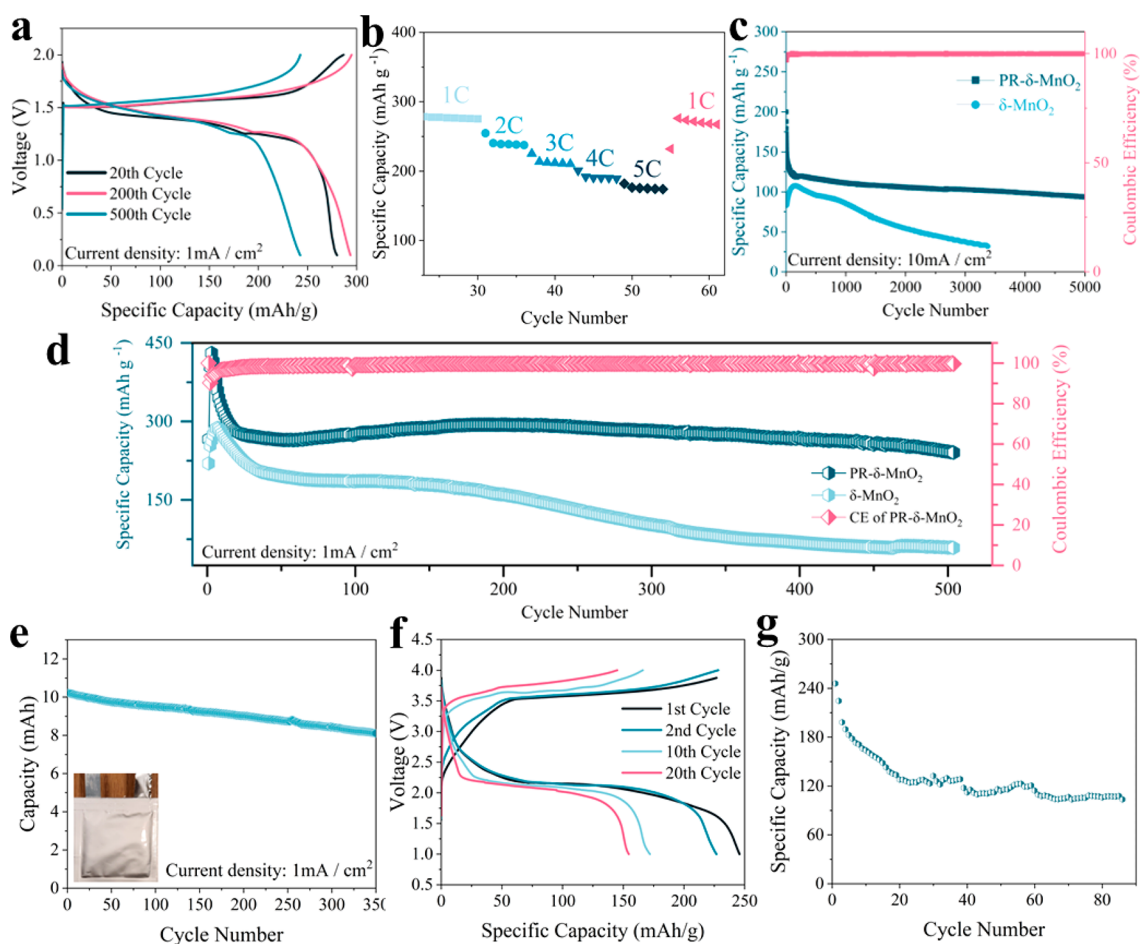 a
2.0
1.5
1.0
0.5
0.0
Voltage (V)
20th Cycle
200th Cycle
500th Cycle
Current density: 1mA / cm²
0 50 100 150 200 250 300
Specific Capacity (mAh/g)
b
400
300
200
100
Specific Capacity (mAh g⁻¹)
1C
2C
3C
4C
5C
1C
30 40 50 60
Cycle Number
c
300
275
250
225
200
175
150
125
100
75
50
25
0
Specific Capacity (mAh g⁻¹)
PR-δ-MnO₂
δ-MnO₂
Current density: 10mA / cm²
100
50
0
Coulombic Efficiency (%)
0 1000 2000 3000 4000 5000
Cycle Number
d
450
300
150
Specific Capacity (mAh g⁻¹)
PR-δ-MnO₂
δ-MnO₂
CE of PR-δ-MnO₂
Current density: 1mA / cm²
100
80
60
40
20
0
Coulombic Efficiency (%)
0 100 200 300 400 500
Cycle Number
e
12
10
8
6
4
2
0
Capacity (mAh)
Current density: 1mA / cm²
0 50 100 150 200 250 300 350
Cycle Number
f
4.5
4.0
3.5
3.0
2.5
2.0
1.5
1.0
0.5
Voltage (V)
1st Cycle
2nd Cycle
10th Cycle
20th Cycle
0 50 100 150 200 250
Specific Capacity (mAh/g)
g
300
240
180
120
60
0
Specific Capacity (mAh/g)
0 20 40 60 80
Cycle Number